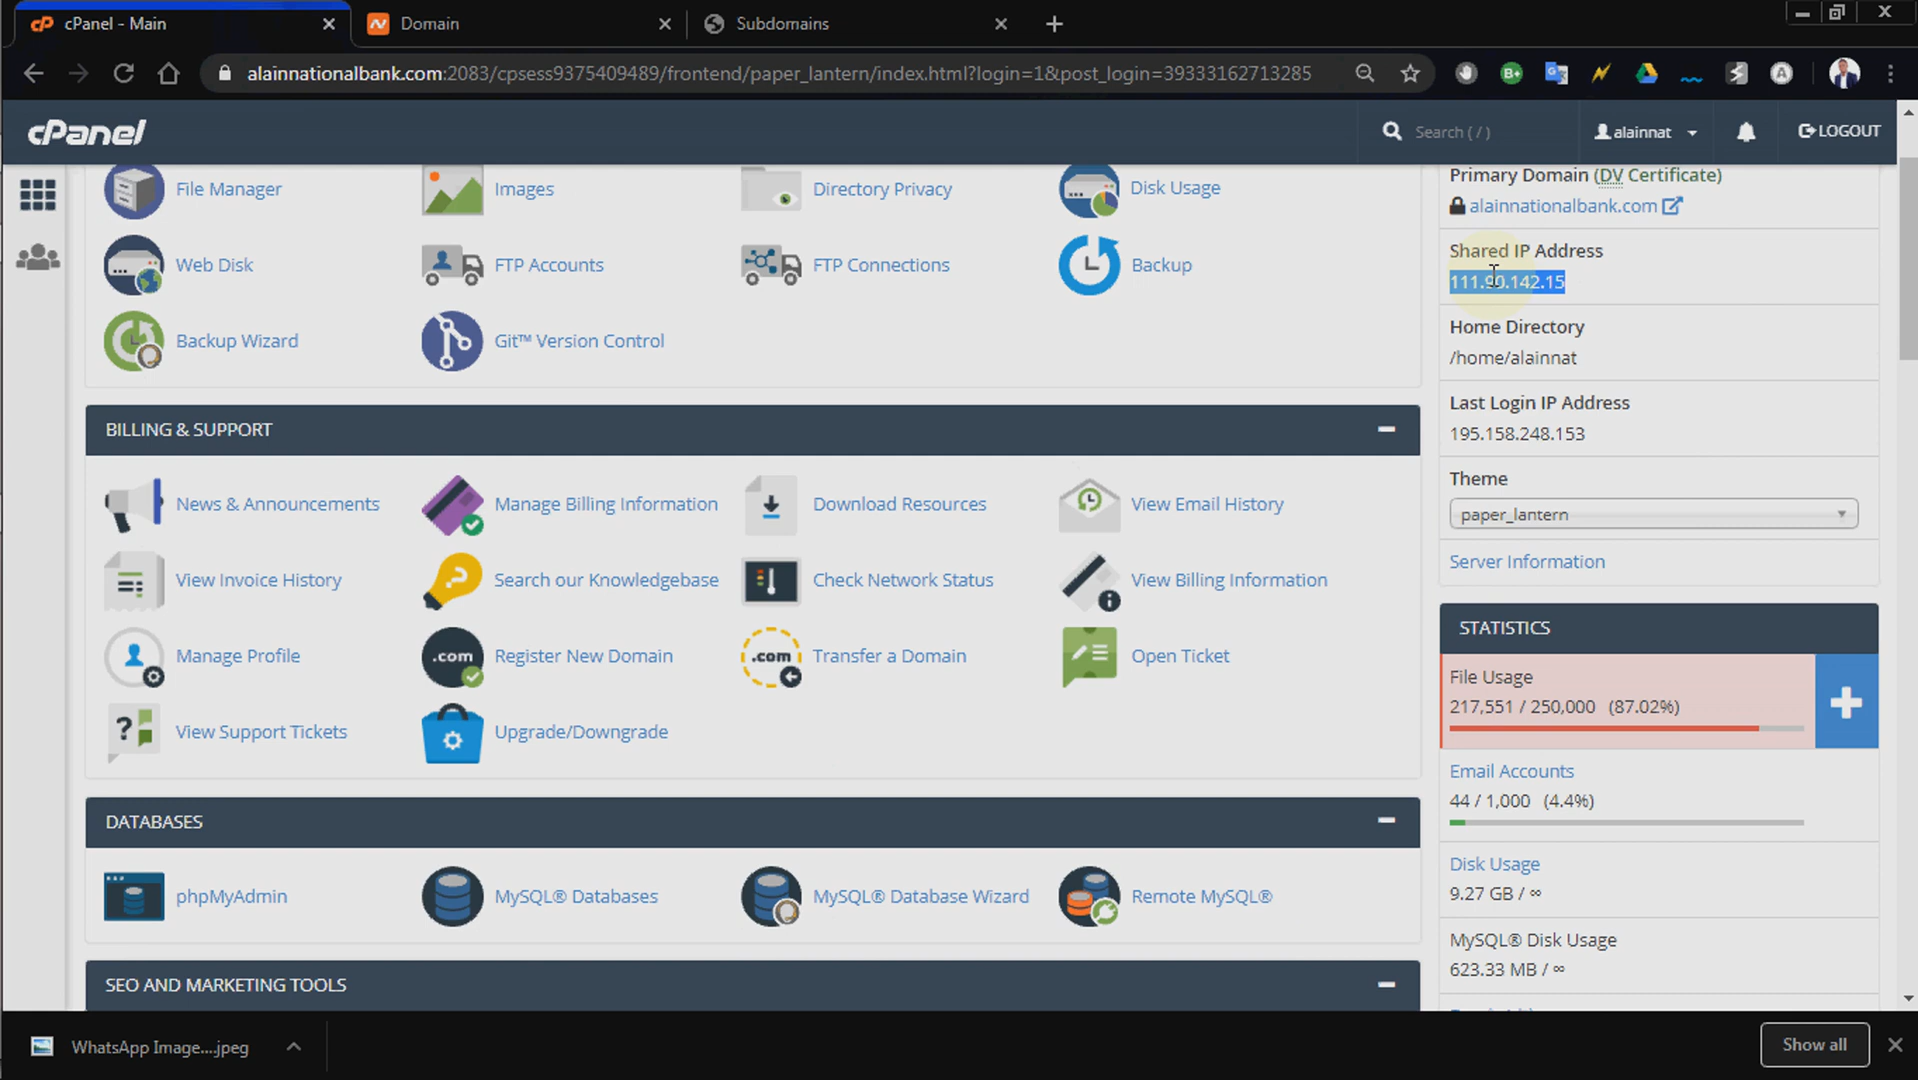 cPanel - Main
Domain
Subdomains
alainnationalbank.com:2083/cpsess9375409489/frontend/paper_lantern/index.html?login=1&post_login=39333162713285
cPanel
Search ( / )
alainnat
LOGOUT
File Manager
Images
Directory Privacy
Disk Usage
Web Disk
FTP Accounts
FTP Connections
Backup
Backup Wizard
Git™ Version Control
BILLING & SUPPORT
News & Announcements
Manage Billing Information
Download Resources
View Email History
View Invoice History
Search our Knowledgebase
Check Network Status
View Billing Information
Manage Profile
.com
Register New Domain
.com
Transfer a Domain
Open Ticket
View Support Tickets
Upgrade/Downgrade
DATABASES
phpMyAdmin
MySQL® Databases
MySQL® Database Wizard
Remote MySQL®
SEO AND MARKETING TOOLS
Primary Domain (DV Certificate)
alainnationalbank.com
Shared IP Address
111.90.142.15
Home Directory
/home/alainnat
Last Login IP Address
195.158.248.153
Theme
paper_lantern
Server Information
STATISTICS
File Usage
217,551 / 250,000 (87.02%)
Email Accounts
44 / 1,000 (4.4%)
Disk Usage
9.27 GB / ∞
MySQL® Disk Usage
623.33 MB / ∞
WhatsApp Image....jpeg
Show all